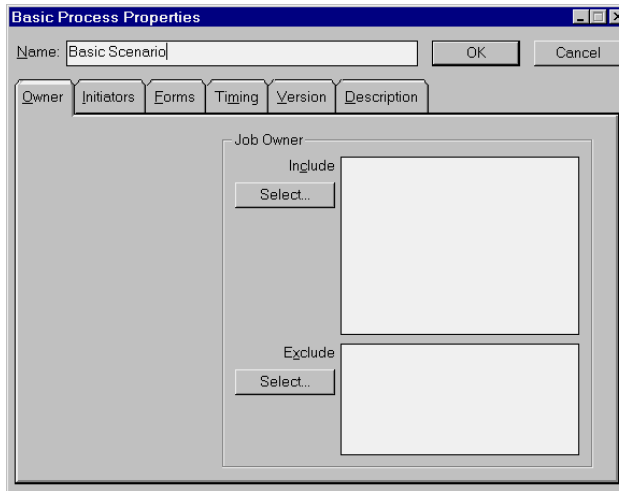 Basic Process Properties
Name: Basic Scenario OK Cancel
Owner Initiators Forms Timing Version Description
Job Owner
Include
Select...
Exclude
Select...